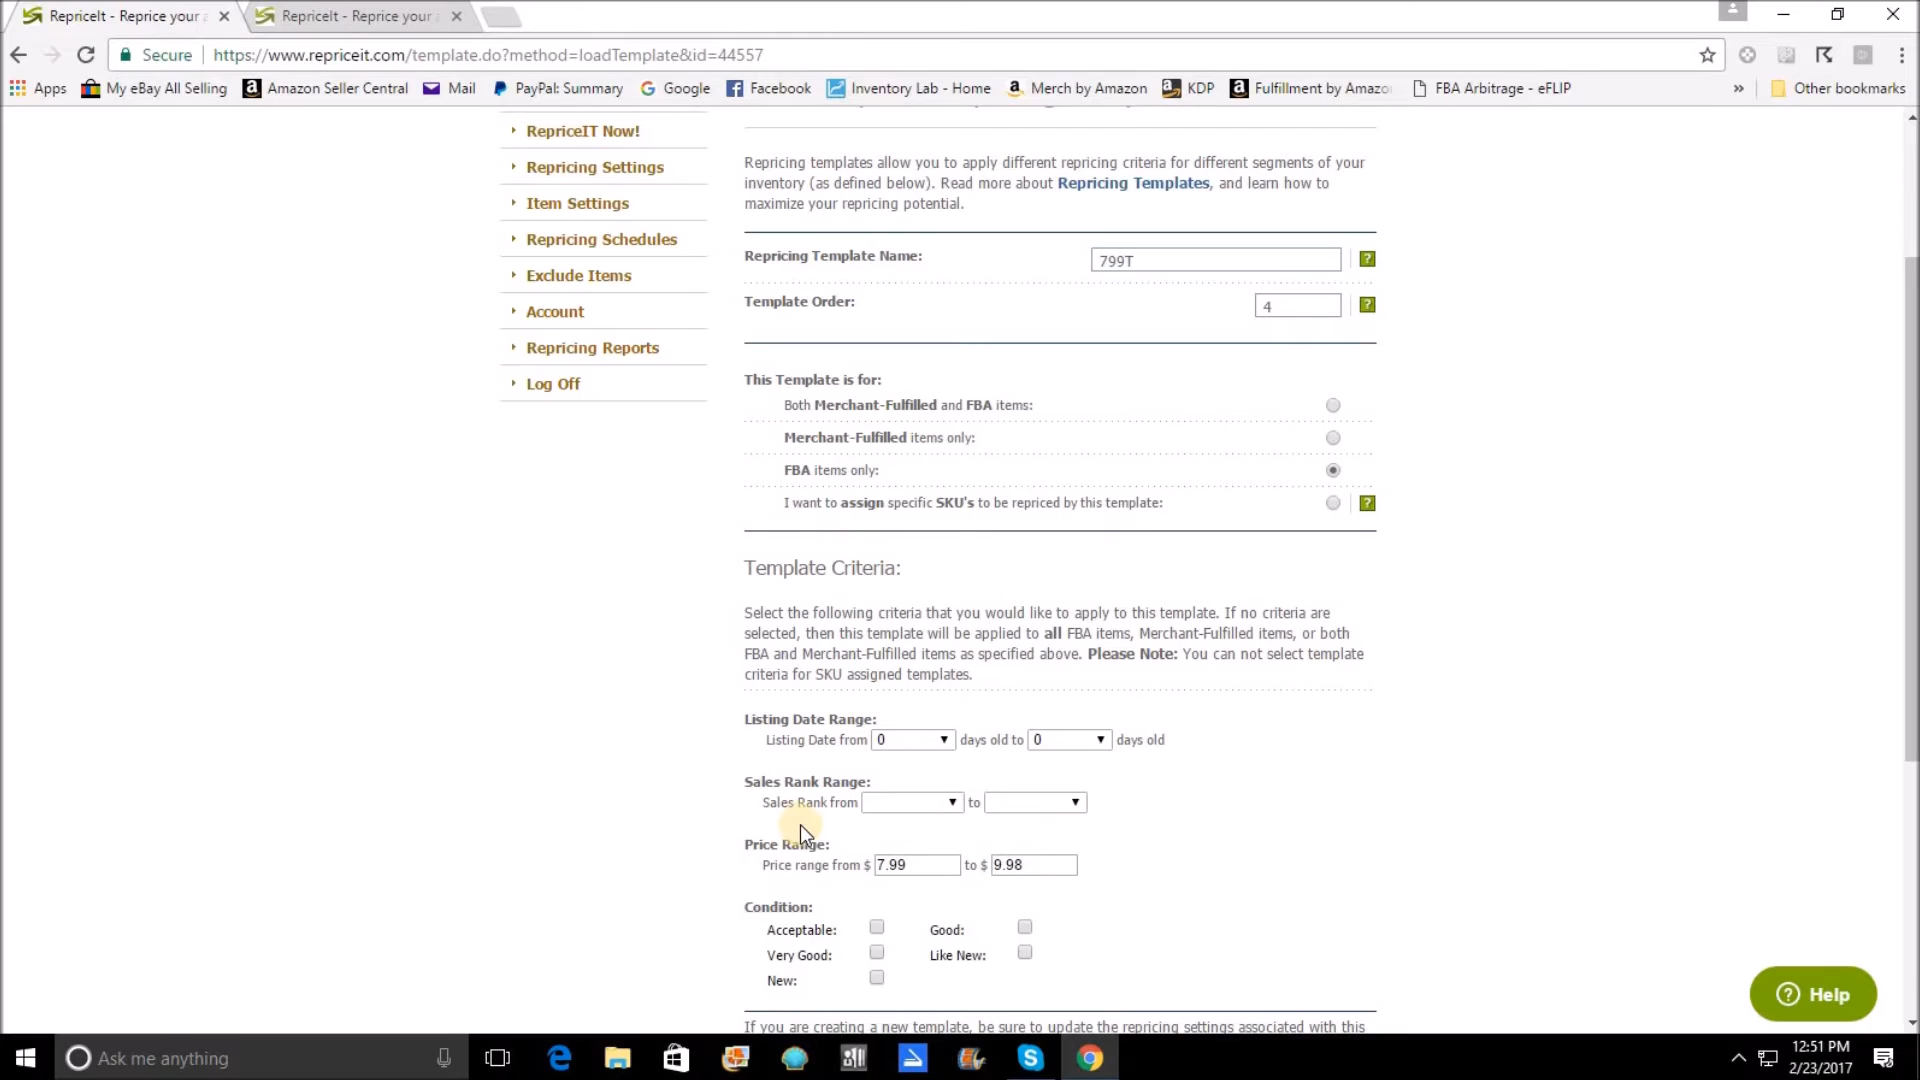 RepriceIt - Reprice your
RepriceIt - Reprice your
Secure
https://www.repriceit.com/template.do?method=loadTemplate&id=44557
Apps
My eBay All Selling
Amazon Seller Central
Mail
PayPal: Summary
Google
Facebook
Inventory Lab - Home
Merch by Amazon
KDP
Fulfillment by Amazo
FBA Arbitrage - eFLIP
»
Other bookmarks
RepriceIT Now!
Repricing Settings
Item Settings
Repricing Schedules
Exclude Items
Account
Repricing Reports
Log Off
Repricing templates allow you to apply different repricing criteria for different segments of your
inventory (as defined below). Read more about Repricing Templates, and learn how to
maximize your repricing potential.
Repricing Template Name: 799T ?
Template Order: 4 ?
This Template is for:
Both Merchant-Fulfilled and FBA items:
Merchant-Fulfilled items only:
FBA items only:
I want to assign specific SKU's to be repriced by this template: ?
Template Criteria:
Select the following criteria that you would like to apply to this template. If no criteria are
selected, then this template will be applied to all FBA items, Merchant-Fulfilled items, or both
FBA and Merchant-Fulfilled items as specified above. Please Note: You can not select template
criteria for SKU assigned templates.
Listing Date Range:
Listing Date from 0 days old to 0 days old
Sales Rank Range:
Sales Rank from to
Price Range:
Price range from $ 7.99 to $ 9.98
Condition:
Acceptable: Good:
Very Good: Like New:
New:
If you are creating a new template, be sure to update the repricing settings associated with this
? Help
Ask me anything
12:51 PM
2/23/2017